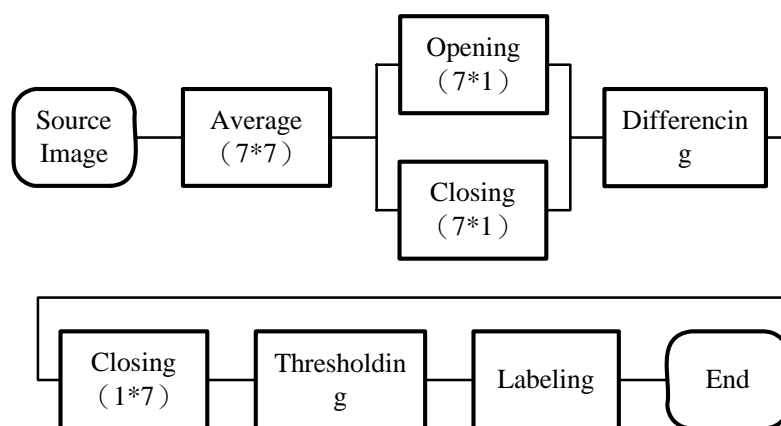 Source
Image
Average
（7*7）
Opening
（7*1）
Closing
（7*1）
Differencin
g
Closing
（1*7）
Thresholdin
g
Labeling
End